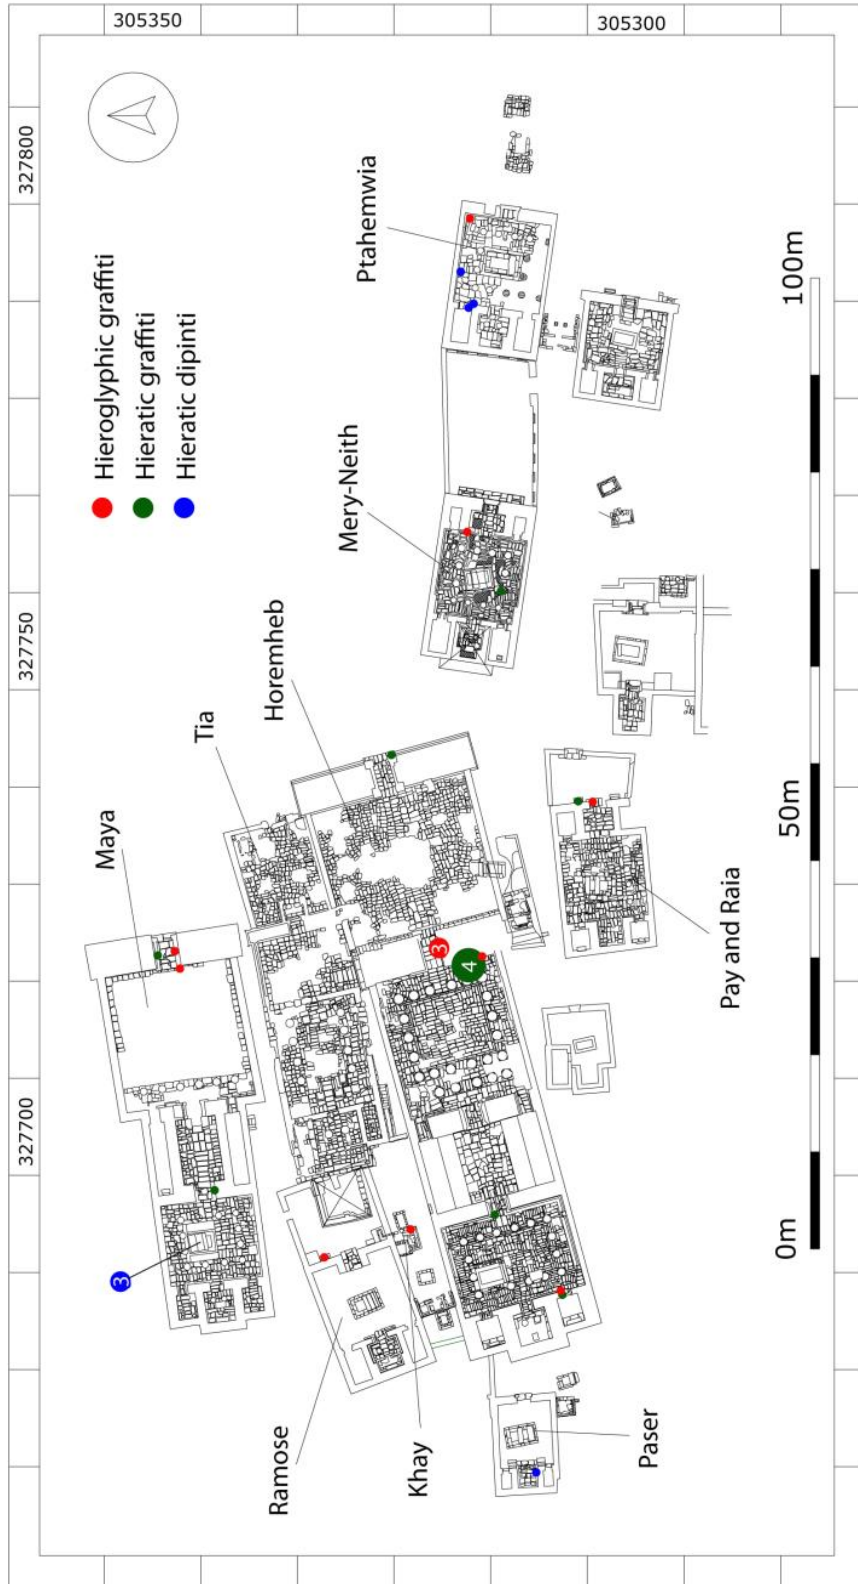 305350
305300
327800
327750
327700
Hieroglyphic graffiti
Hieratic graffiti
Hieratic dipinti
Ptahemwia
Mery-Neith
Horemheb
Tia
Maya
Pay and Raia
Ramose
Khay
Paser
3
4
3
0m
50m
100m